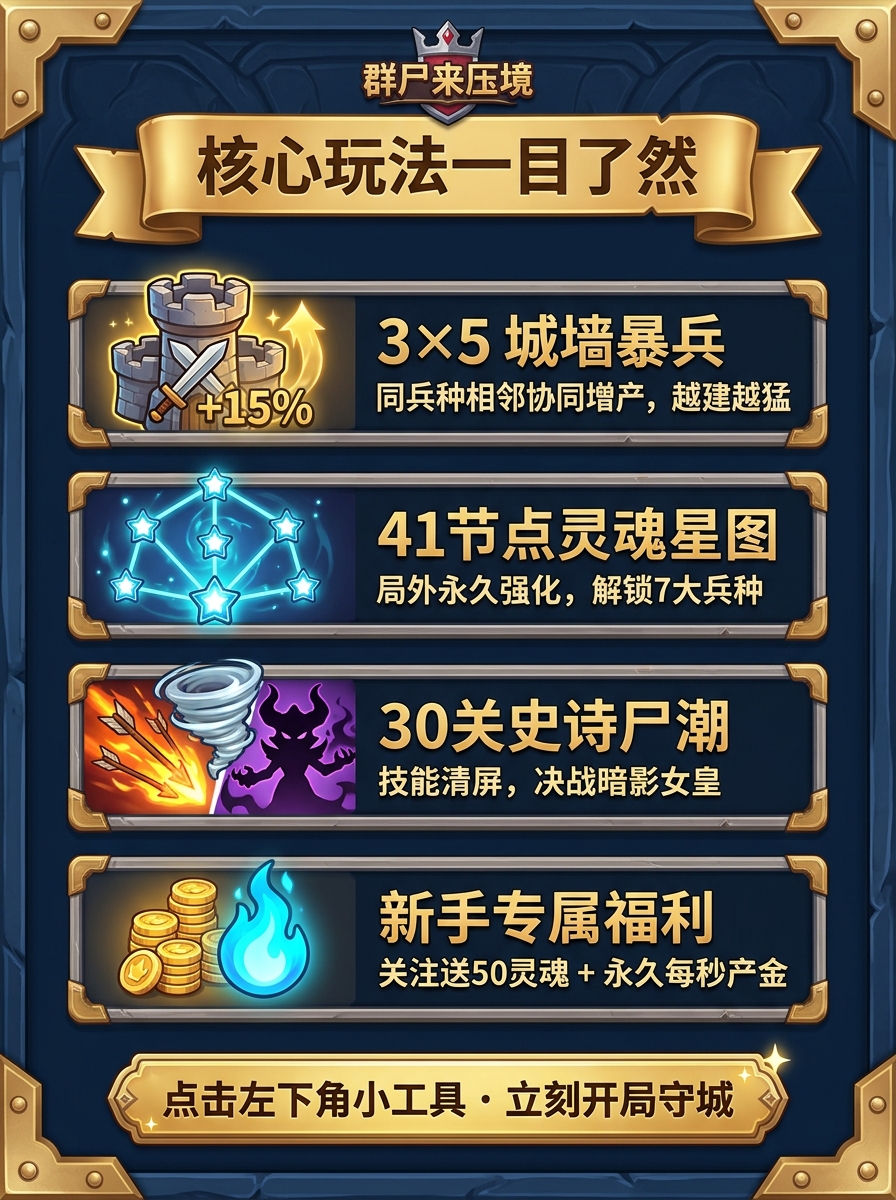 群尸来压境
核心玩法一目了然
+15%
3×5 城墙暴兵
同兵种相邻协同增产，越建越猛
41节点灵魂星图
局外永久强化，解锁7大兵种
30关史诗尸潮
技能清屏，决战暗影女皇
新手专属福利
关注送50灵魂 + 永久每秒产金
点击左下角小工具 · 立刻开局守城